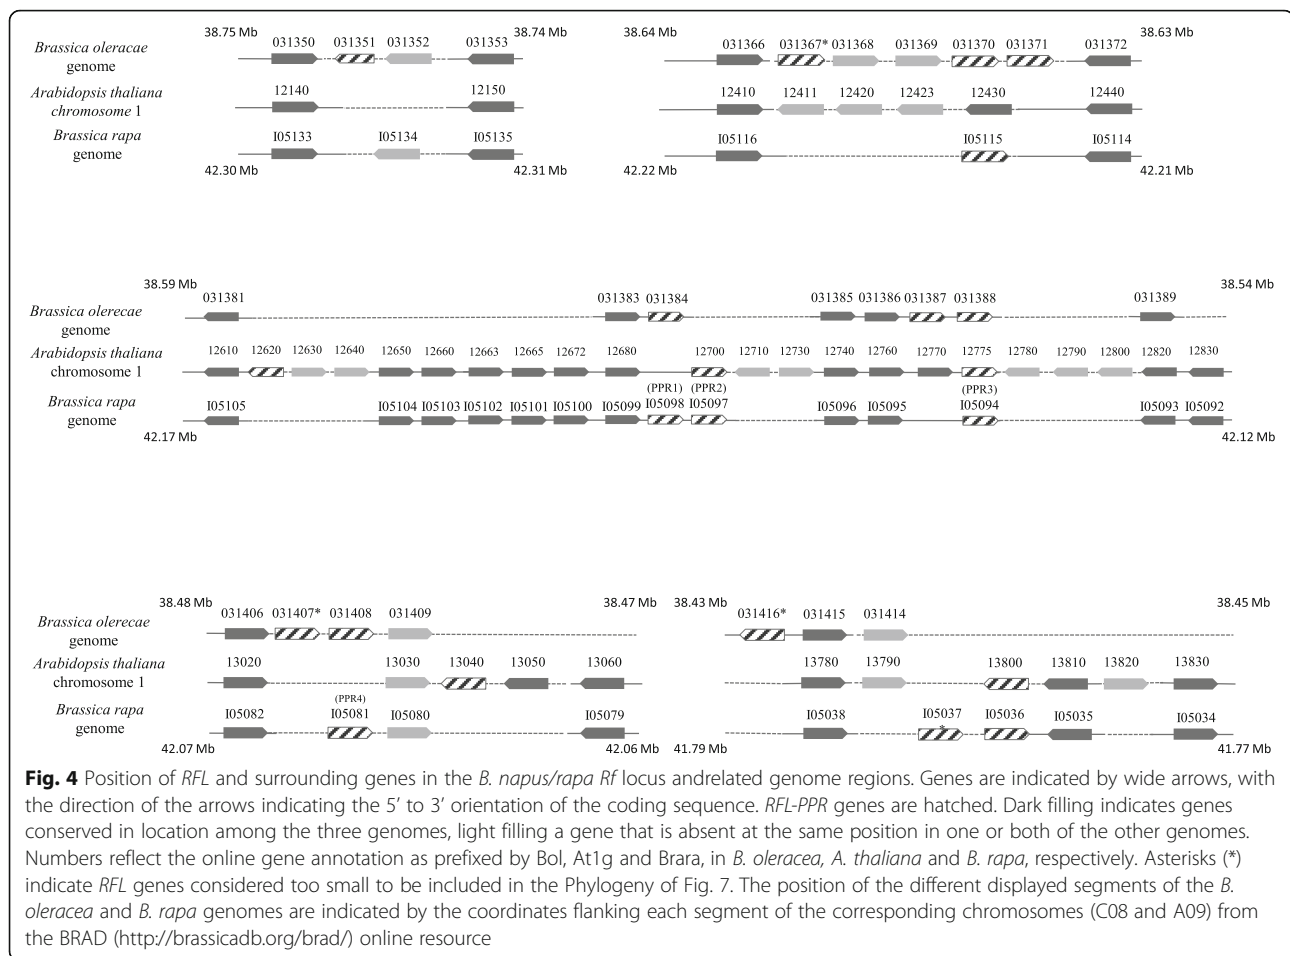 38.75 Mb 38.74 Mb 38.64 Mb 38.63 Mb
Brassica oleracae genome
031350 031351 031352 031353 031366 031367* 031368 031369 031370 031371 031372
Arabidopsis thaliana chromosome 1
12140 12150 12410 12411 12420 12423 12430 12440
Brassica rapa genome
I05133 I05134 I05135 I05116 I05115 I05114
42.30 Mb 42.31 Mb 42.22 Mb 42.21 Mb
38.59 Mb 38.54 Mb
Brassica olerecae genome
031381 031383 031384 031385 031386 031387 031388 031389
Arabidopsis thaliana chromosome 1
12610 12620 12630 12640 12650 12660 12663 12665 12672 12680 12700 12710 12730 12740 12760 12770 12775 12780 12790 12800 12820 12830
(PPR1) (PPR2) (PPR3)
Brassica rapa genome
I05105 I05104 I05103 I05102 I05101 I05100 I05099 I05098 I05097 I05096 I05095 I05094 I05093 I05092
42.17 Mb 42.12 Mb
38.48 Mb 38.47 Mb 38.43 Mb 38.45 Mb
Brassica olerecae genome
031406 031407* 031408 031409 031416* 031415 031414
Arabidopsis thaliana chromosome 1
13020 13030 13040 13050 13060 13780 13790 13800 13810 13820 13830
(PPR4)
Brassica rapa genome
I05082 I05081 I05080 I05079 I05038 I05037 * I05036 I05035 I05034
42.07 Mb 42.06 Mb 41.79 Mb 41.77 Mb
Fig. 4 Position of RFL and surrounding genes in the B. napus/rapa Rf locus andrelated genome regions. Genes are indicated by wide arrows, with
the direction of the arrows indicating the 5′ to 3′ orientation of the coding sequence. RFL-PPR genes are hatched. Dark filling indicates genes
conserved in location among the three genomes, light filling a gene that is absent at the same position in one or both of the other genomes.
Numbers reflect the online gene annotation as prefixed by Bol, At1g and Brara, in B. oleracea, A. thaliana and B. rapa, respectively. Asterisks (*)
indicate RFL genes considered too small to be included in the Phylogeny of Fig. 7. The position of the different displayed segments of the B.
oleracea and B. rapa genomes are indicated by the coordinates flanking each segment of the corresponding chromosomes (C08 and A09) from
the BRAD (http://brassicadb.org/brad/) online resource